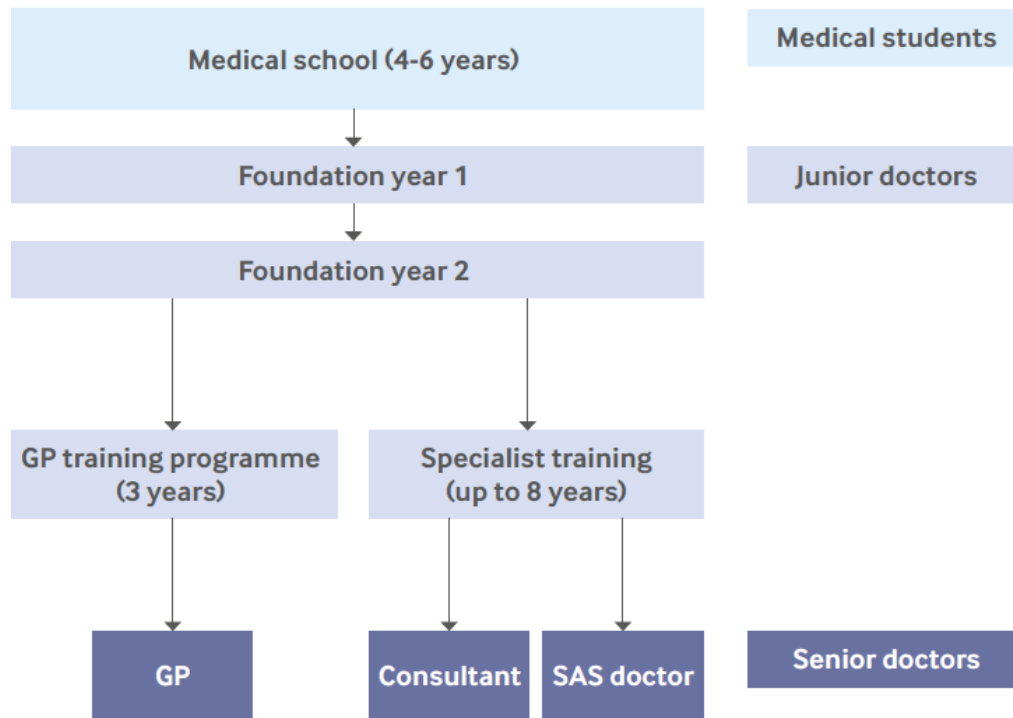 Medical school (4-6 years)
Medical students
Foundation year 1
Junior doctors
Foundation year 2
GP training programme
(3 years)
Specialist training
(up to 8 years)
GP
Consultant
SAS doctor
Senior doctors